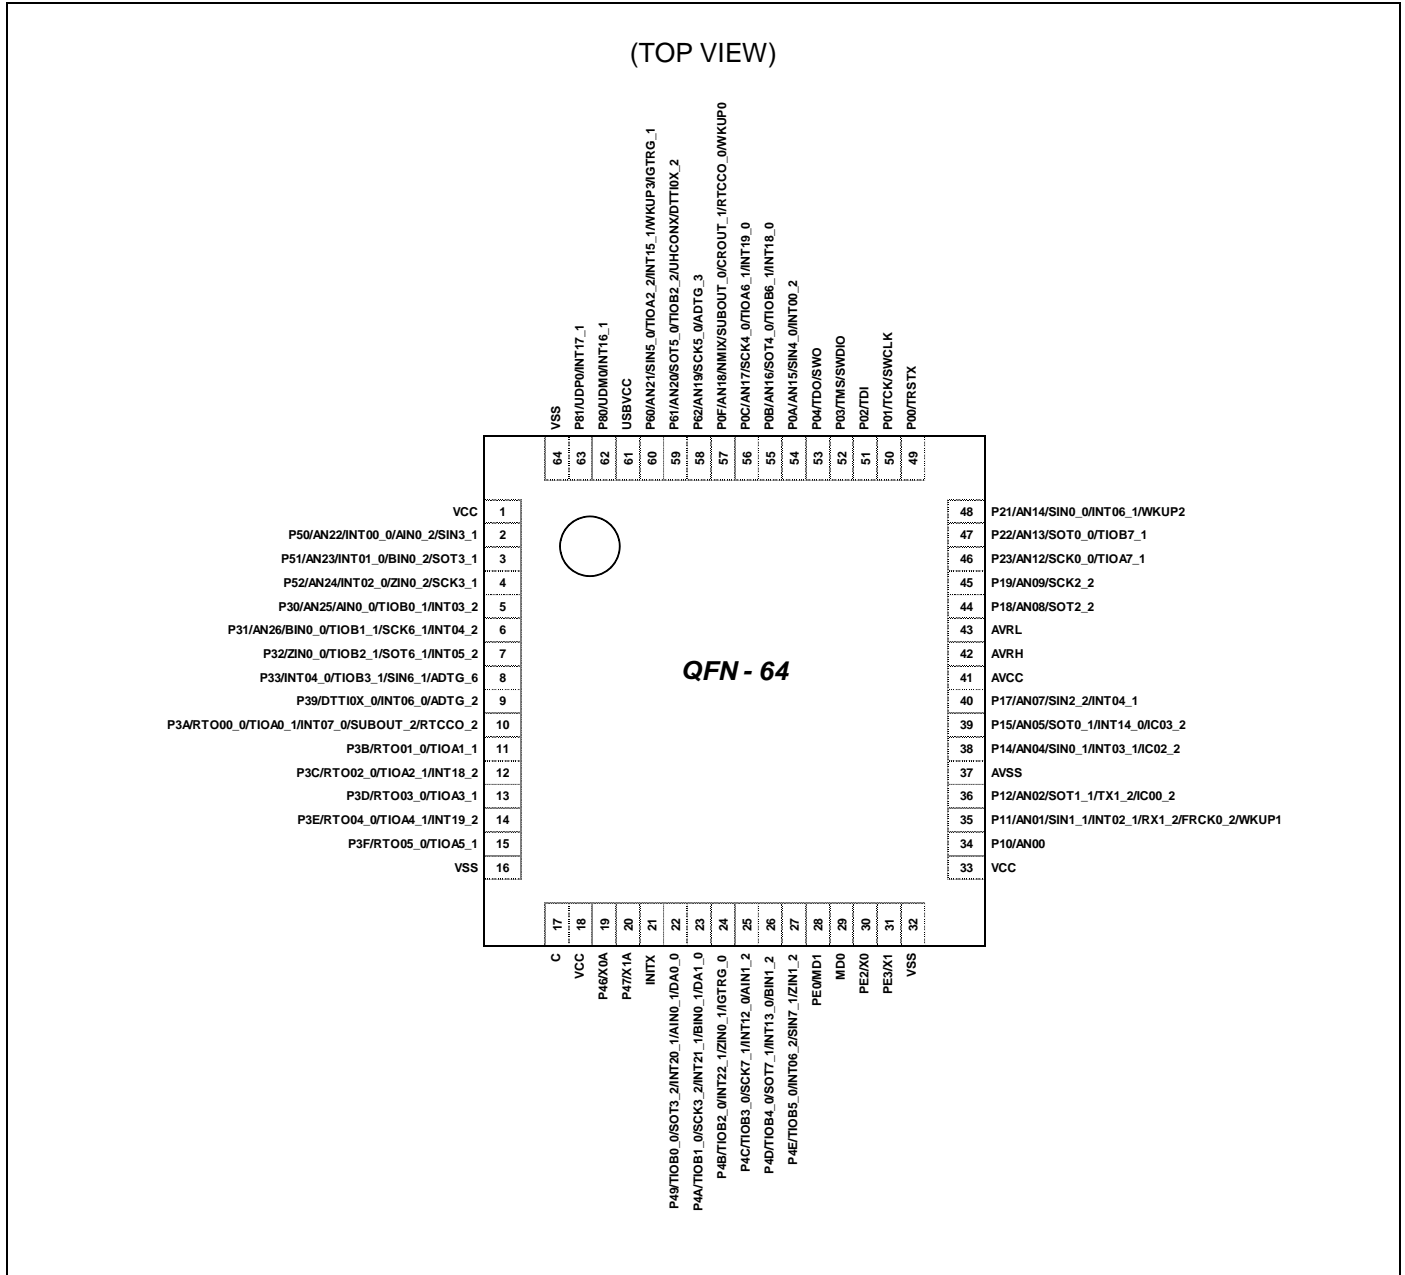 (TOP VIEW)
VSS
P81/UDP0/INT17_1
P80/UDM0/INT16_1
USBVCC
P60/AN21/SIN5_0/TIOA2_2/INT15_1/WKUP3/IGTRG_1
P61/AN20/SOT5_0/TIOB2_2/UHCONX/DTTI0X_2
P62/AN19/SCK5_0/ADTG_3
P0F/AN18/NMIX/SUBOUT_0/CROUT_1/RTCCO_0/WKUP0
P0C/AN17/SCK4_0/TIOA6_1/INT19_0
P0B/AN16/SOT4_0/TIOB6_1/INT18_0
P0A/AN15/SIN4_0/INT00_2
P04/TDO/SWO
P03/TMS/SWDIO
P02/TDI
P01/TCK/SWCLK
P00/TRSTX
64 63 62 61 60 59 58 57 56 55 54 53 52 51 50 49
VCC 1
P50/AN22/INT00_0/AIN0_2/SIN3_1 2
P51/AN23/INT01_0/BIN0_2/SOT3_1 3
P52/AN24/INT02_0/ZIN0_2/SCK3_1 4
P30/AN25/AIN0_0/TIOB0_1/INT03_2 5
P31/AN26/BIN0_0/TIOB1_1/SCK6_1/INT04_2 6
P32/ZIN0_0/TIOB2_1/SOT6_1/INT05_2 7
P33/INT04_0/TIOB3_1/SIN6_1/ADTG_6 8
P39/DTTI0X_0/INT06_0/ADTG_2 9
P3A/RTO00_0/TIOA0_1/INT07_0/SUBOUT_2/RTCCO_2 10
P3B/RTO01_0/TIOA1_1 11
P3C/RTO02_0/TIOA2_1/INT18_2 12
P3D/RTO03_0/TIOA3_1 13
P3E/RTO04_0/TIOA4_1/INT19_2 14
P3F/RTO05_0/TIOA5_1 15
VSS 16
QFN - 64
48 P21/AN14/SIN0_0/INT06_1/WKUP2
47 P22/AN13/SOT0_0/TIOB7_1
46 P23/AN12/SCK0_0/TIOA7_1
45 P19/AN09/SCK2_2
44 P18/AN08/SOT2_2
43 AVRL
42 AVRH
41 AVCC
40 P17/AN07/SIN2_2/INT04_1
39 P15/AN05/SOT0_1/INT14_0/IC03_2
38 P14/AN04/SIN0_1/INT03_1/IC02_2
37 AVSS
36 P12/AN02/SOT1_1/TX1_2/IC00_2
35 P11/AN01/SIN1_1/INT02_1/RX1_2/FRCK0_2/WKUP1
34 P10/AN00
33 VCC
17 18 19 20 21 22 23 24 25 26 27 28 29 30 31 32
C
VCC
P46/X0A
P47/X1A
INITX
P49/TIOB0_0/SOT3_2/INT20_1/AIN0_1/DA0_0
P4A/TIOB1_0/SCK3_2/INT21_1/BIN0_1/DA1_0
P4B/TIOB2_0/INT22_1/ZIN0_1/IGTRG_0
P4C/TIOB3_0/SCK7_1/INT12_0/AIN1_2
P4D/TIOB4_0/SOT7_1/INT13_0/BIN1_2
P4E/TIOB5_0/INT06_2/SIN7_1/ZIN1_2
PE0/MD1
MD0
PE2/X0
PE3/X1
VSS